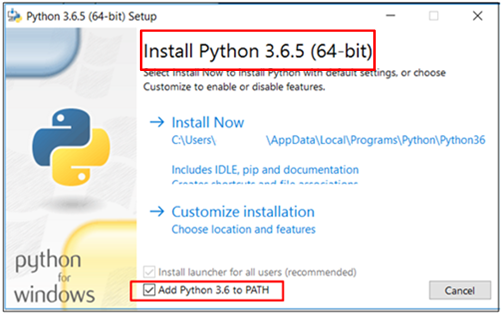 Python 3.6.5 (64-bit) Setup
Install Python 3.6.5 (64-bit)
Select Install Now to install Python with default settings, or choose
Customize to enable or disable features.
Install Now
C:\Users\ \AppData\Local\Programs\Python\Python36
Includes IDLE, pip and documentation
Creates shortcuts and file associations
Customize installation
Choose location and features
python
for
windows
Install launcher for all users (recommended)
Add Python 3.6 to PATH
Cancel